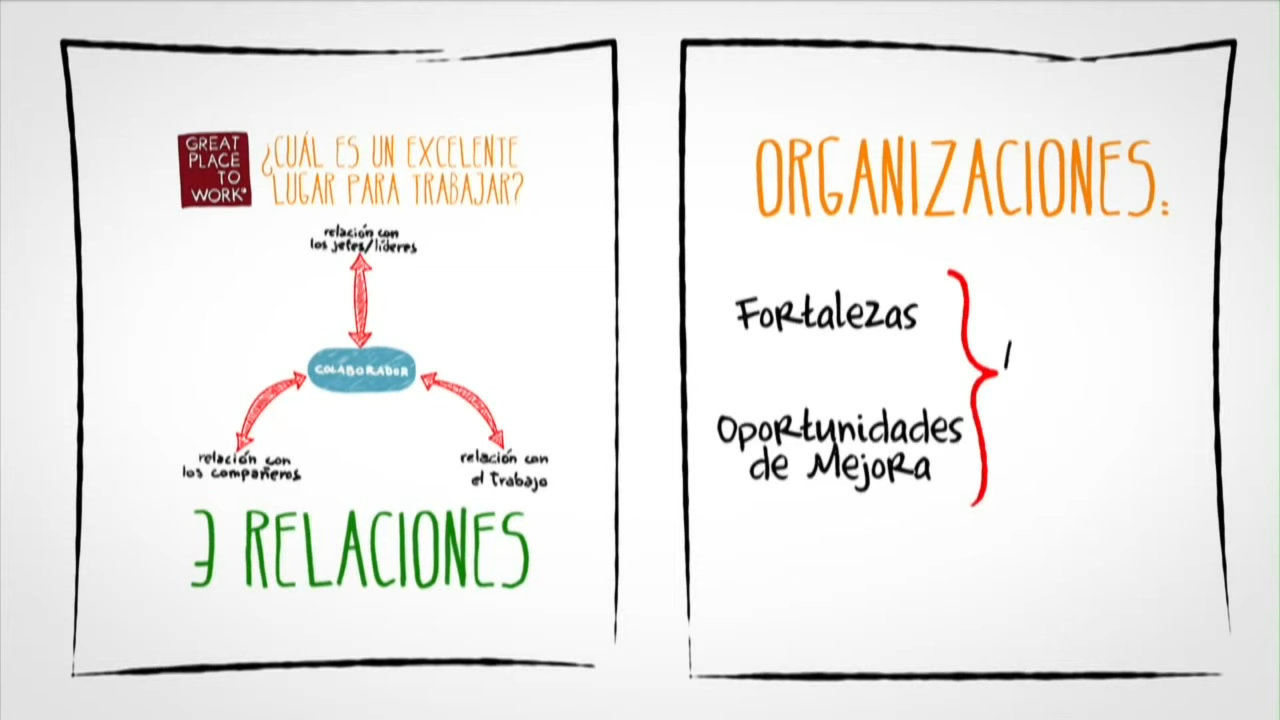 GREAT
PLACE
TO
WORK®
¿CUÁL ES UN EXCELENTE
LUGAR PARA TRABAJAR?
relación con
los jefes/líderes
COLABORADOR
relación con
los compañeros
relación con
el Trabajo
3 RELACIONES
ORGANIZACIONES:
Fortalezas
Oportunidades
de Mejora